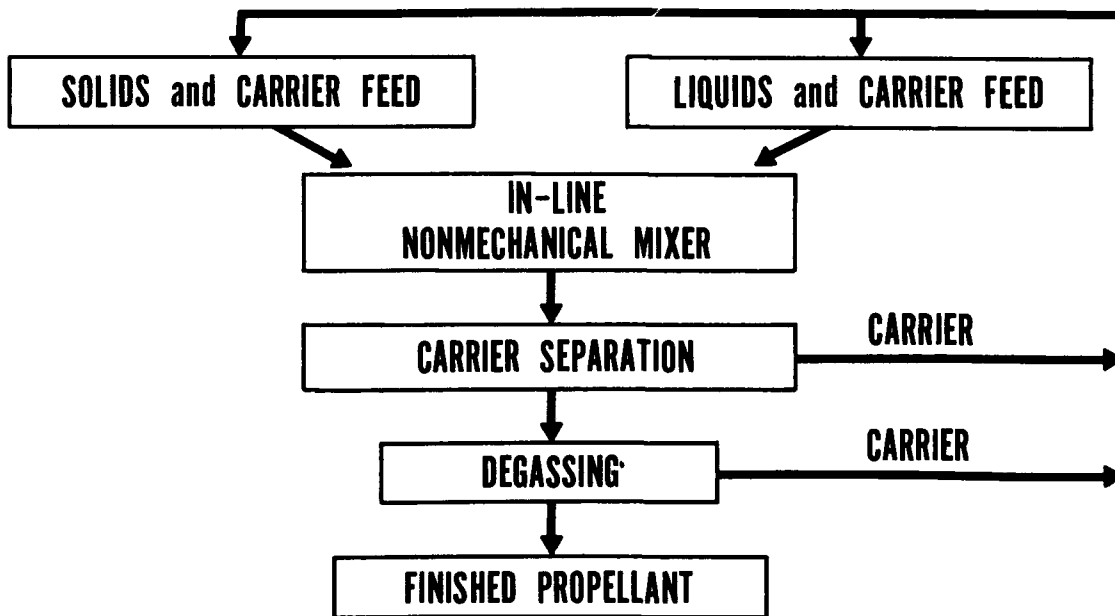 SOLIDS and CARRIER FEED
LIQUIDS and CARRIER FEED
IN-LINE
NONMECHANICAL MIXER
CARRIER SEPARATION
CARRIER
DEGASSING
CARRIER
FINISHED PROPELLANT